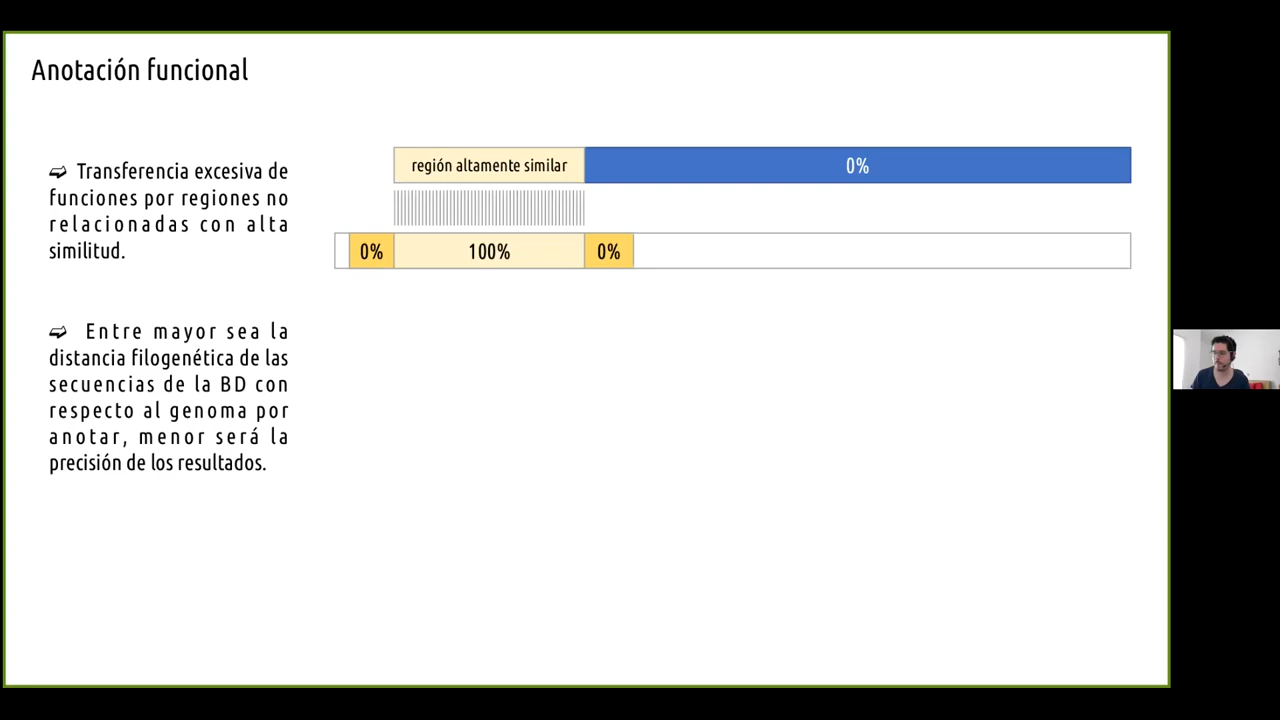 Anotación funcional
➫ Transferencia excesiva de
funciones por regiones no
relacionadas con alta
similitud.
región altamente similar
0%
0%
100%
0%
➫ Entre mayor sea la
distancia filogenética de las
secuencias de la BD con
respecto al genoma por
anotar, menor será la
precisión de los resultados.